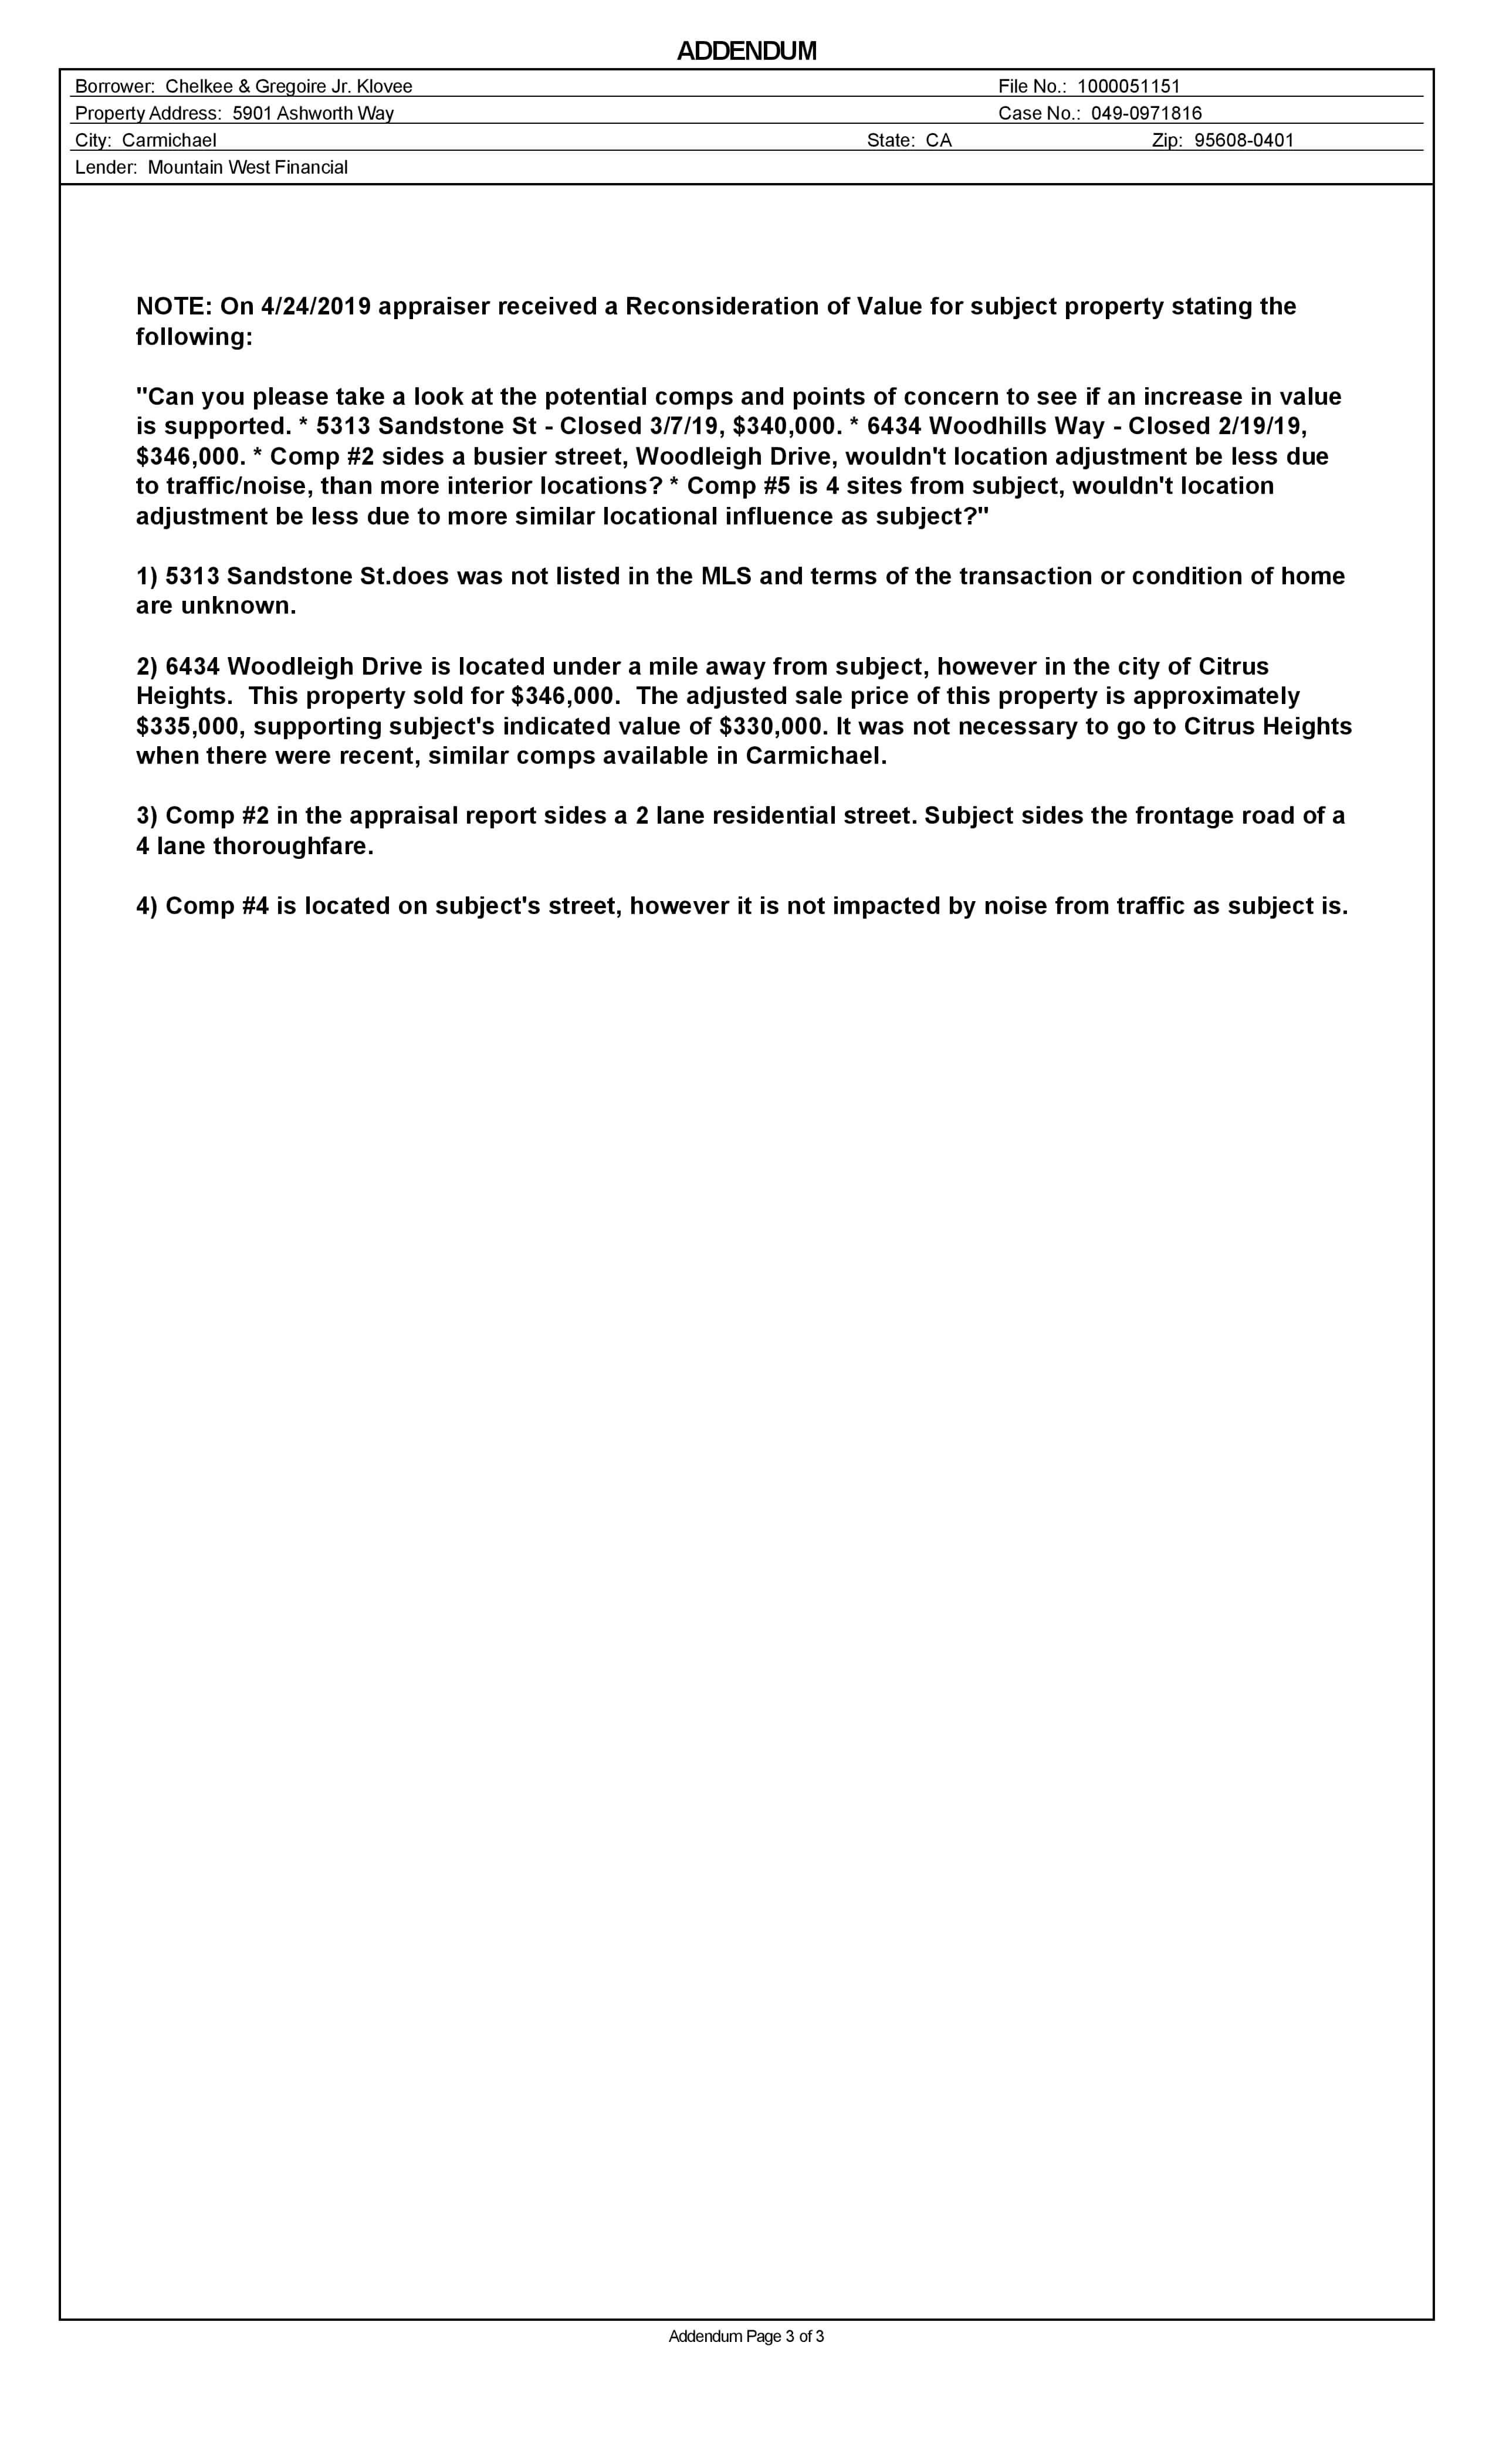 ADDENDUM
Borrower: Chelkee & Gregoire Jr. Klovee File No.: 1000051151
Property Address: 5901 Ashworth Way Case No.: 049-0971816
City: Carmichael State: CA Zip: 95608-0401
Lender: Mountain West Financial
NOTE: On 4/24/2019 appraiser received a Reconsideration of Value for subject property stating the
following:
"Can you please take a look at the potential comps and points of concern to see if an increase in value
is supported. * 5313 Sandstone St - Closed 3/7/19, $340,000. * 6434 Woodhills Way - Closed 2/19/19,
$346,000. * Comp #2 sides a busier street, Woodleigh Drive, wouldn't location adjustment be less due
to traffic/noise, than more interior locations? * Comp #5 is 4 sites from subject, wouldn't location
adjustment be less due to more similar locational influence as subject?"
1) 5313 Sandstone St.does was not listed in the MLS and terms of the transaction or condition of home
are unknown.
2) 6434 Woodleigh Drive is located under a mile away from subject, however in the city of Citrus
Heights.  This property sold for $346,000.  The adjusted sale price of this property is approximately
$335,000, supporting subject's indicated value of $330,000. It was not necessary to go to Citrus Heights
when there were recent, similar comps available in Carmichael.
3) Comp #2 in the appraisal report sides a 2 lane residential street. Subject sides the frontage road of a
4 lane thoroughfare.
4) Comp #4 is located on subject's street, however it is not impacted by noise from traffic as subject is.
Addendum Page 3 of 3